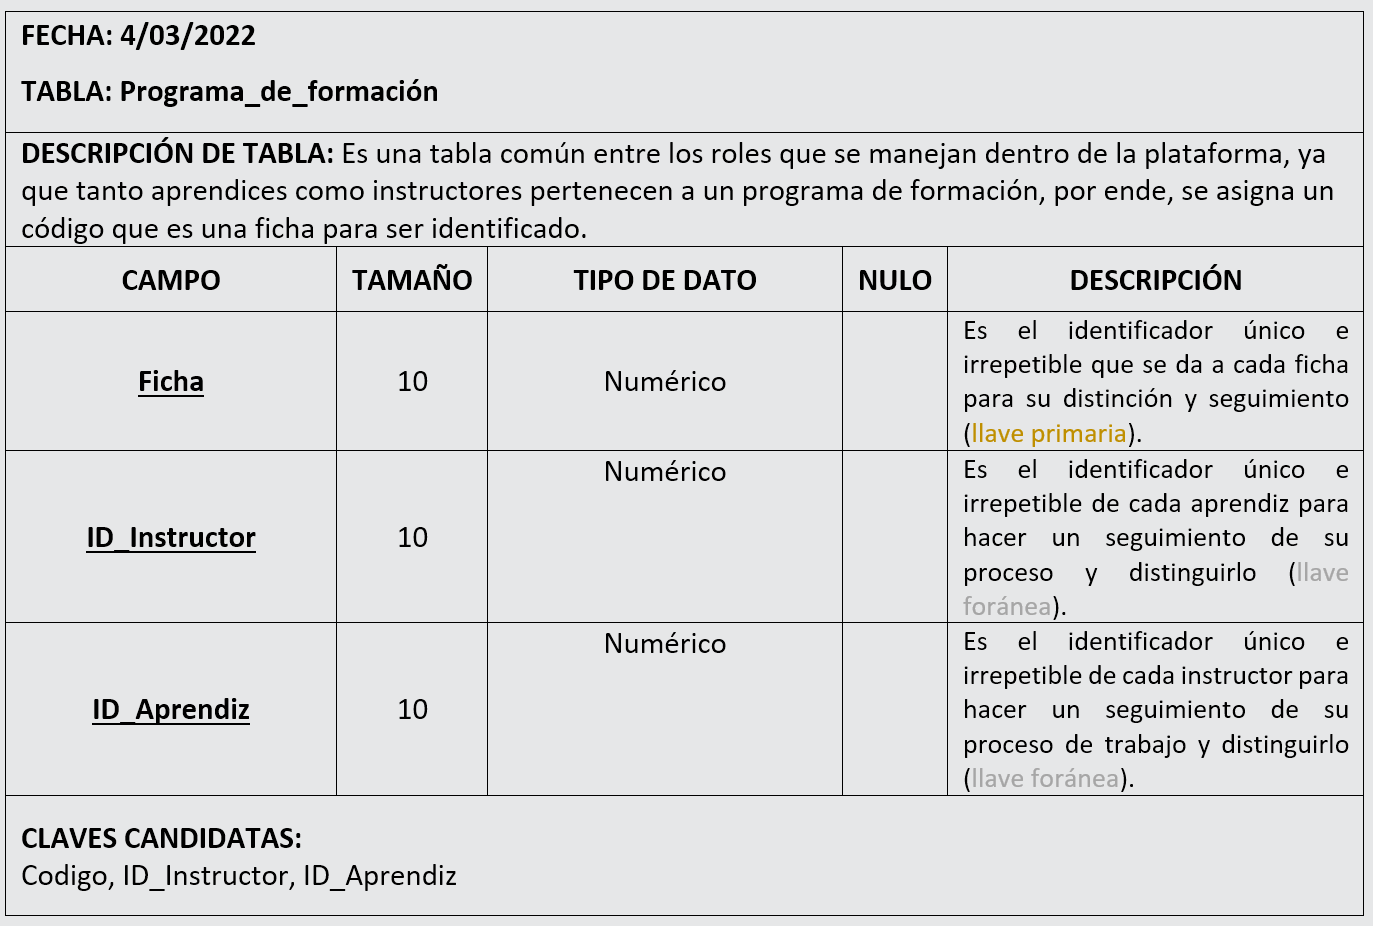 FECHA: 4/03/2022
TABLA: Programa_de_formación
DESCRIPCIÓN DE TABLA: Es una tabla común entre los roles que se manejan dentro de la plataforma, ya
que tanto aprendices como instructores pertenecen a un programa de formación, por ende, se asigna un
código que es una ficha para ser identificado.
CAMPO TAMAÑO TIPO DE DATO NULO DESCRIPCIÓN
Ficha 10 Numérico
Es el identificador único e
irrepetible que se da a cada ficha
para su distinción y seguimiento
(llave primaria).
ID_Instructor 10 Numérico
Es el identificador único e
irrepetible de cada aprendiz para
hacer un seguimiento de su
proceso y distinguirlo (llave
foránea).
ID_Aprendiz 10 Numérico
Es el identificador único e
irrepetible de cada instructor para
hacer un seguimiento de su
proceso de trabajo y distinguirlo
(llave foránea).
CLAVES CANDIDATAS:
Codigo, ID_Instructor, ID_Aprendiz